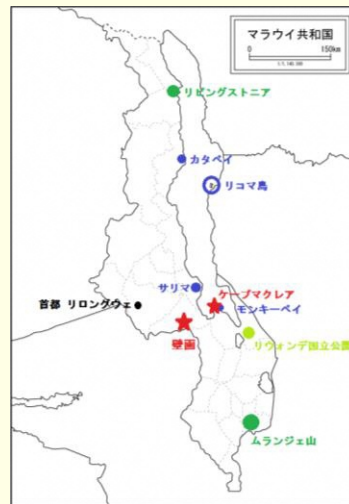 マラウイ共和国
0 150km
リビングストニア
カタベイ
リコマ島
サリマ
ケープマクレア
首都 リロングウェ
モンキーベイ
壁画
リウォンデ国立公園
ムランジェ山